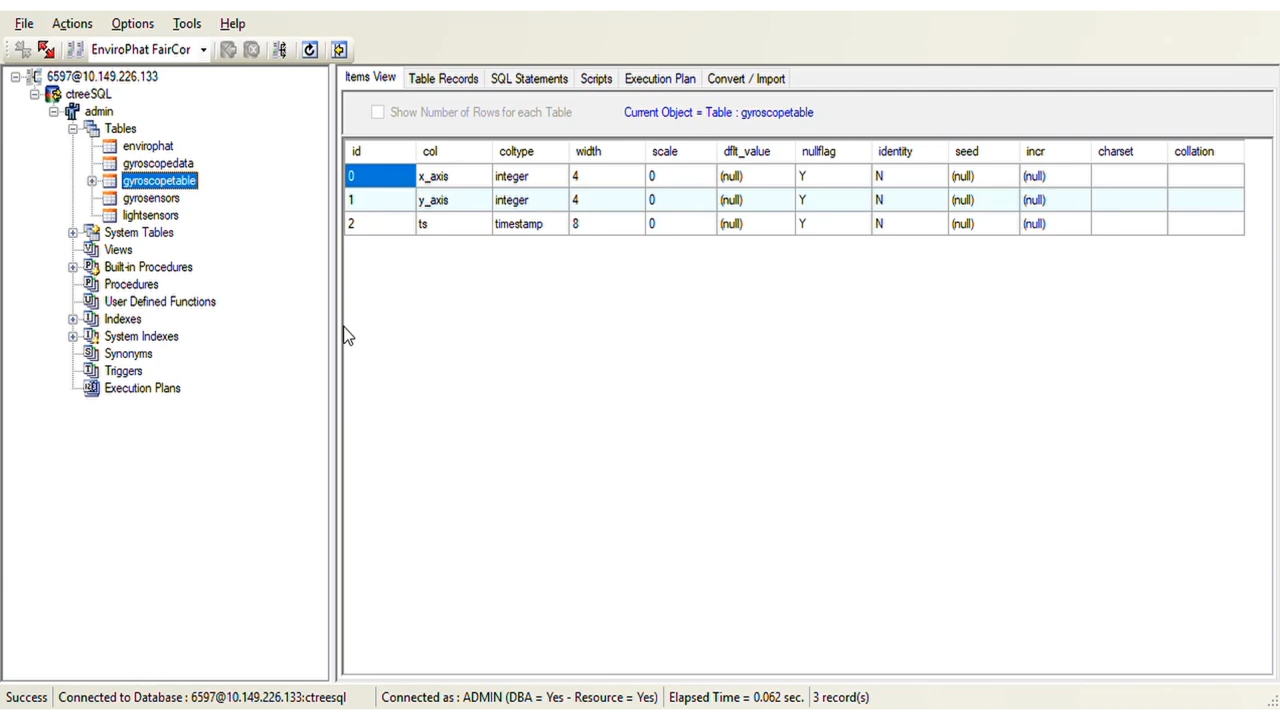 File Actions Options Tools Help
EnviroPhat FairCor
6597@10.149.226.133
ctreeSQL
admin
Tables
envirophat
gyroscopedata
gyroscopetable
gyrosensors
lightsensors
System Tables
Views
Built-in Procedures
Procedures
User Defined Functions
Indexes
System Indexes
Synonyms
Triggers
Execution Plans
Items View Table Records SQL Statements Scripts Execution Plan Convert / Import
Show Number of Rows for each Table Current Object = Table : gyroscopetable
id col coltype width scale dflt_value nullflag identity seed incr charset collation
0 x_axis integer 4 0 (null) Y N (null) (null)
1 y_axis integer 4 0 (null) Y N (null) (null)
2 ts timestamp 8 0 (null) Y N (null) (null)
Success Connected to Database : 6597@10.149.226.133:ctreesql Connected as : ADMIN (DBA = Yes - Resource = Yes) Elapsed Time = 0.062 sec. 3 record(s)